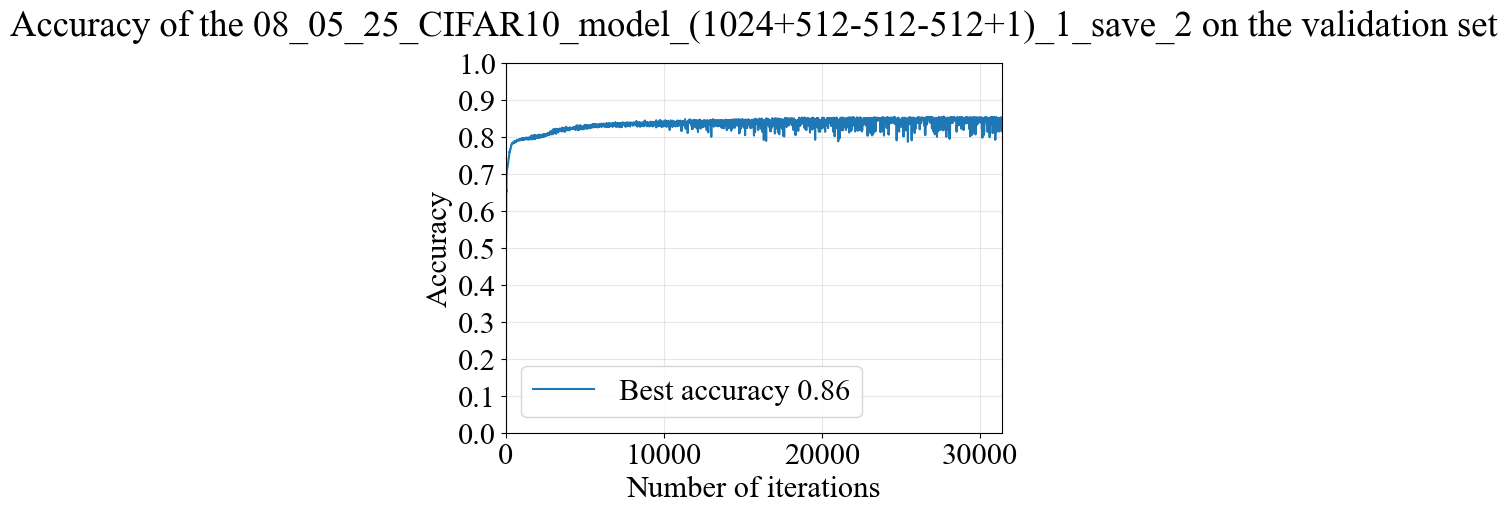 Accuracy of the 08_05_25_CIFAR10_model_(1024+512-512-512+1)_1_save_2 on the validation set
1.0
0.9
0.8
0.7
0.6
0.5
0.4
0.3
0.2
0.1
0.0
Accuracy
Best accuracy 0.86
0 10000 20000 30000
Number of iterations